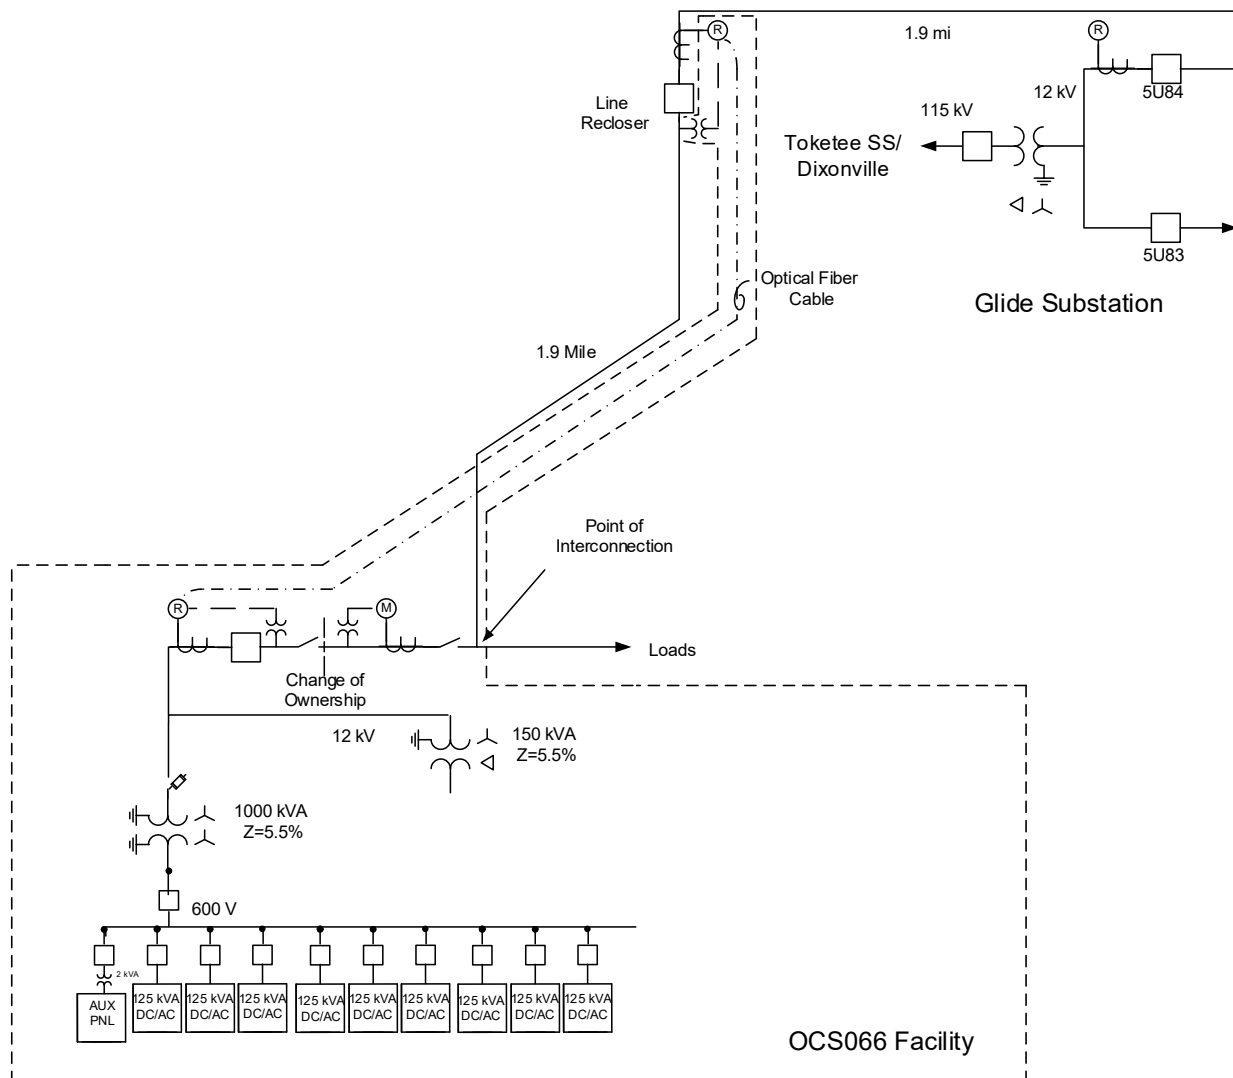 R
1.9 mi
R
Line
Recloser
12 kV
5U84
115 kV
Toketee SS/
Dixonville
5U83
Optical Fiber
Cable
Glide Substation
1.9 Mile
Point of
Interconnection
R
M
Loads
Change of
Ownership
12 kV
150 kVA
Z=5.5%
1000 kVA
Z=5.5%
600 V
2 kVA
AUX
PNL
125 kVA
DC/AC
125 kVA
DC/AC
125 kVA
DC/AC
125 kVA
DC/AC
125 kVA
DC/AC
125 kVA
DC/AC
125 kVA
DC/AC
125 kVA
DC/AC
125 kVA
DC/AC
OCS066 Facility